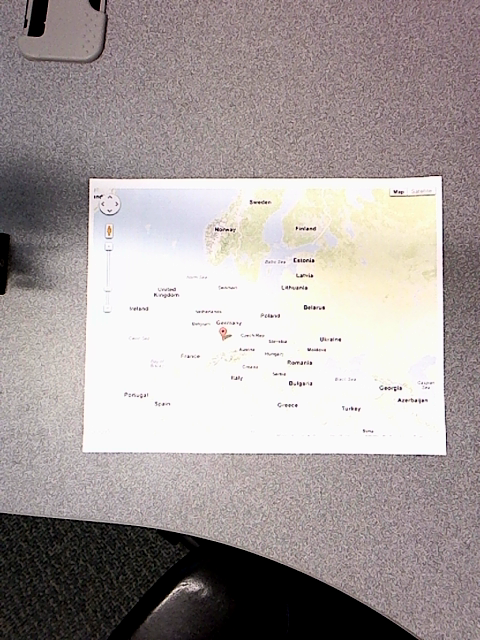 Map Satellite
Sweden
Norway
Finland
Baltic Sea
Estonia
Latvia
Lithuania
North Sea
Denmark
United
Kingdom
Ireland
Netherlands
Belarus
Poland
Belgium
Germany
Czech Rep
Ukraine
Celtic Sea
Slovakia
Moldova
Austria
Hungary
France
Romania
Croatia
Serbia
Italy
Bulgaria
Black Sea
Georgia
Caspian
Sea
Portugal
Spain
Greece
Turkey
Azerbaijan
Syria